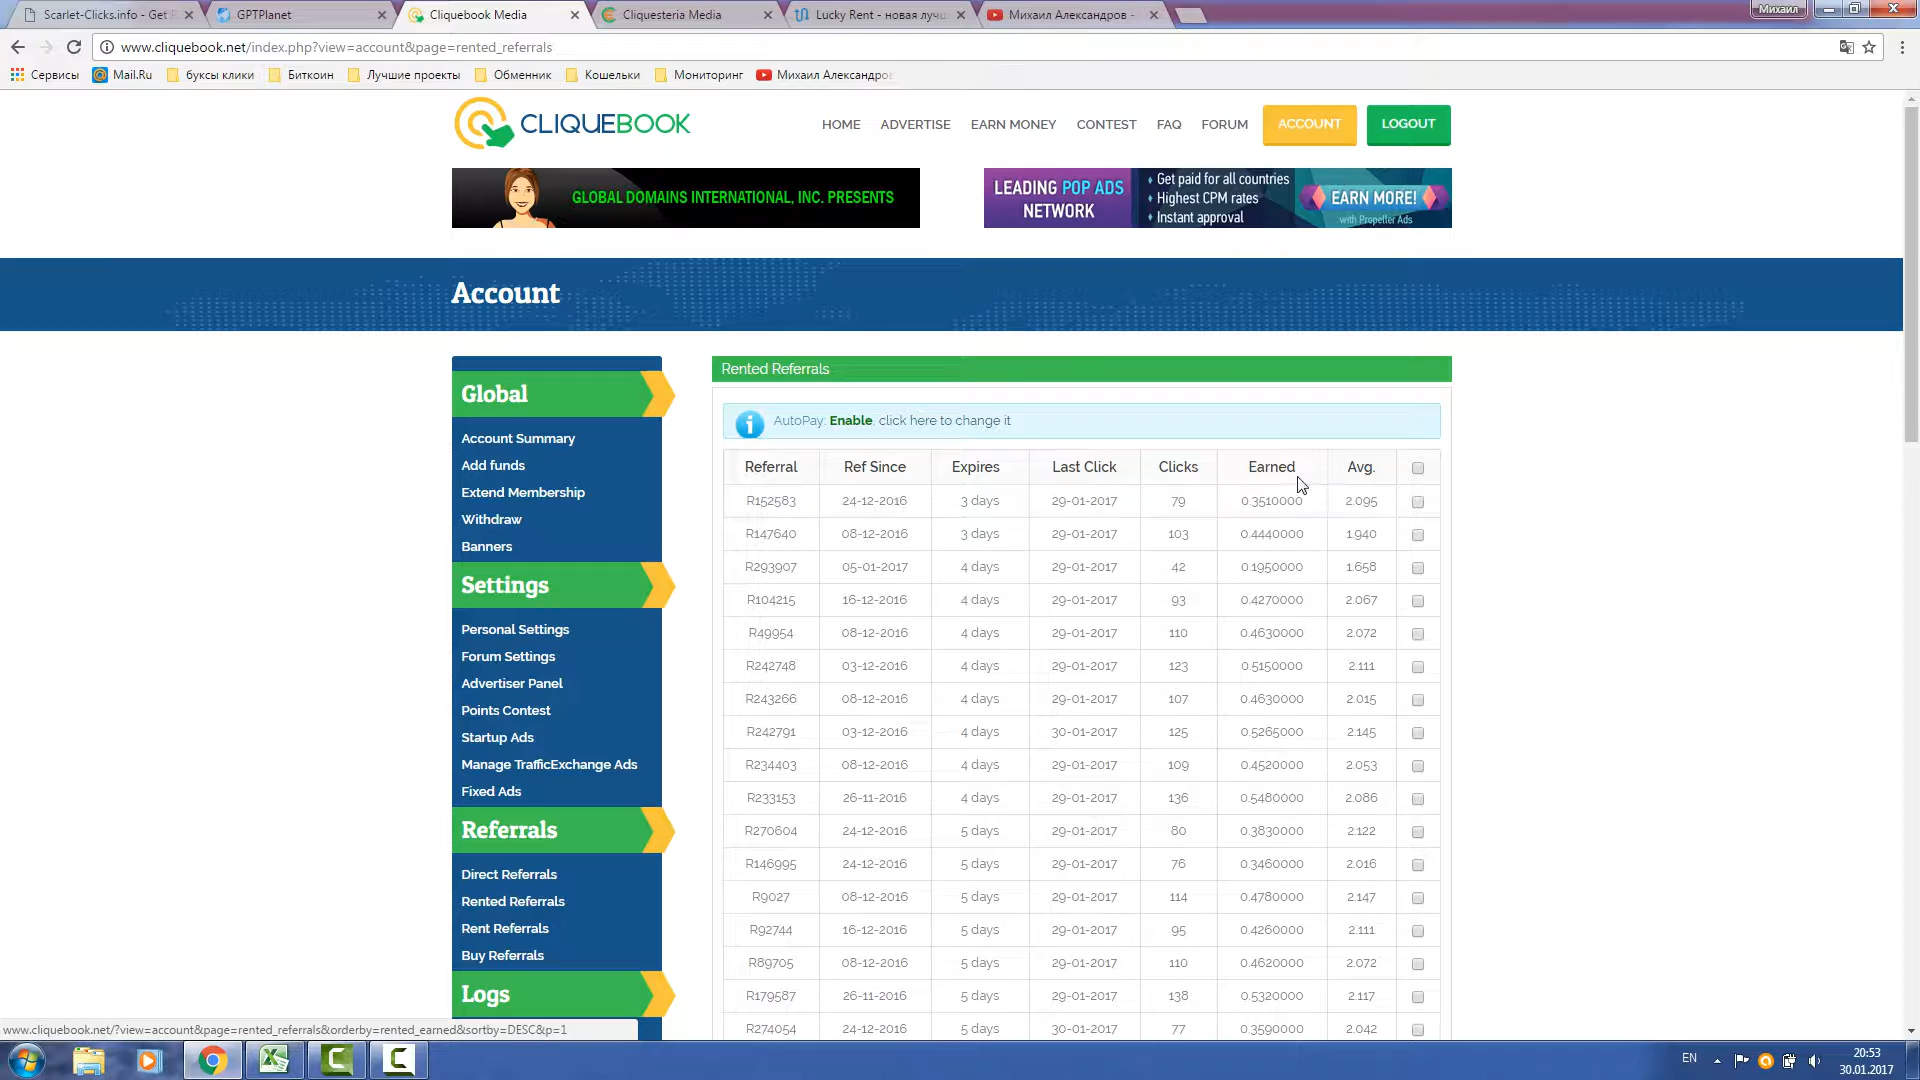 Scarlet-Clicks.info - Get R
GPTPlanet
Cliquebook Media
Cliquesteria Media
Lucky Rent - новая лучш
Михаил Александров -
Михаил
www.cliquebook.net/index.php?view=account&page=rented_referrals
Сервисы
Mail.Ru
буксы клики
Биткоин
Лучшие проекты
Обменник
Кошельки
Мониторинг
Михаил Александров
CLIQUEBOOK
HOME
ADVERTISE
EARN MONEY
CONTEST
FAQ
FORUM
ACCOUNT
LOGOUT
GLOBAL DOMAINS INTERNATIONAL, INC. PRESENTS
LEADING POP ADS
NETWORK
Get paid for all countries
Highest CPM rates
Instant approval
EARN MORE!
with Propeller Ads
Account
Global
Account Summary
Add funds
Extend Membership
Withdraw
Banners
Settings
Personal Settings
Forum Settings
Advertiser Panel
Points Contest
Startup Ads
Manage TrafficExchange Ads
Fixed Ads
Referrals
Direct Referrals
Rented Referrals
Rent Referrals
Buy Referrals
Logs
Rented Referrals
AutoPay: Enable, click here to change it
Referral Ref Since Expires Last Click Clicks Earned Avg.
R152583 24-12-2016 3 days 29-01-2017 79 0.3510000 2.095
R147640 08-12-2016 3 days 29-01-2017 103 0.4440000 1.940
R293907 05-01-2017 4 days 29-01-2017 42 0.1950000 1.658
R104215 16-12-2016 4 days 29-01-2017 93 0.4270000 2.067
R49954 08-12-2016 4 days 29-01-2017 110 0.4630000 2.072
R242748 03-12-2016 4 days 29-01-2017 123 0.5150000 2.111
R243266 08-12-2016 4 days 29-01-2017 107 0.4630000 2.015
R242791 03-12-2016 4 days 30-01-2017 125 0.5265000 2.145
R234403 08-12-2016 4 days 29-01-2017 109 0.4520000 2.053
R233153 26-11-2016 4 days 29-01-2017 136 0.5480000 2.086
R270604 24-12-2016 5 days 29-01-2017 80 0.3830000 2.122
R146995 24-12-2016 5 days 29-01-2017 76 0.3460000 2.016
R9027 08-12-2016 5 days 29-01-2017 114 0.4780000 2.147
R92744 16-12-2016 5 days 29-01-2017 95 0.4260000 2.111
R89705 08-12-2016 5 days 29-01-2017 110 0.4620000 2.072
R179587 26-11-2016 5 days 29-01-2017 138 0.5320000 2.117
R274054 24-12-2016 5 days 30-01-2017 77 0.3590000 2.042
www.cliquebook.net/?view=account&page=rented_referrals&orderby=rented_earned&sortby=DESC&p=1
EN
20:53
30.01.2017